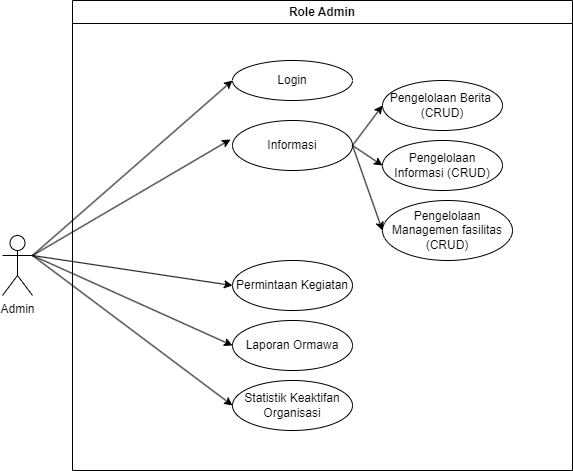 Role Admin
Login
Pengelolaan Berita
(CRUD)
Informasi
Pengelolaan
Informasi (CRUD)
Pengelolaan
Managemen fasilitas
(CRUD)
Admin
Permintaan Kegiatan
Laporan Ormawa
Statistik Keaktifan
Organisasi